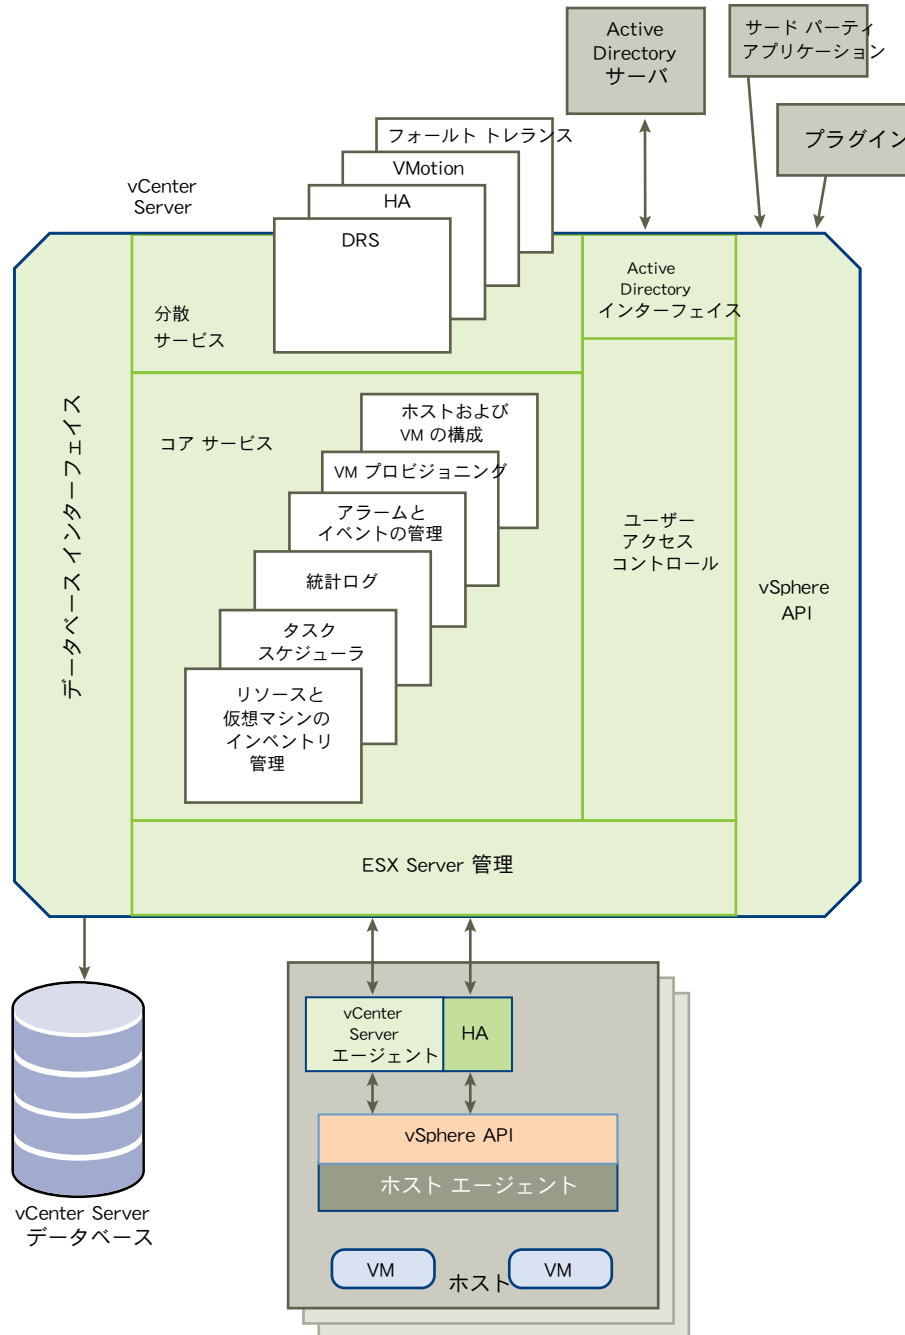 Active
Directory
サーバ
サード パーティ
アプリケーション
プラグイン
フォールト トレランス
VMotion
HA
DRS
vCenter
Server
分散
サービス
Active
Directory
インターフェイス
データベース インターフェイス
コア サービス
ホストおよび
VM の構成
VM プロビジョニング
アラームと
イベントの管理
統計ログ
タスク
スケジューラ
リソースと
仮想マシンの
インベントリ
管理
ユーザー
アクセス
コントロール
vSphere
API
ESX Server 管理
vCenter
Server
エージェント
HA
vSphere API
ホスト エージェント
vCenter Server
データベース
VM
ホスト
VM